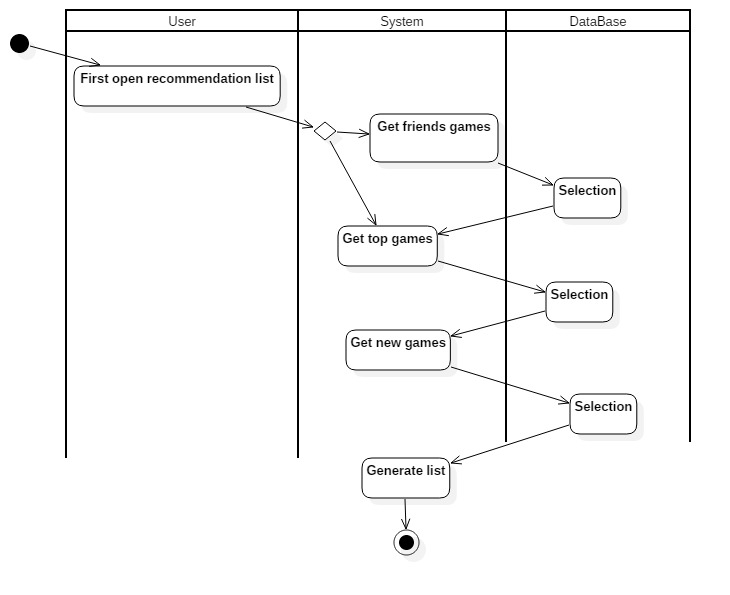 User
System
DataBase
First open recommendation list
Get friends games
Selection
Get top games
Selection
Get new games
Selection
Generate list